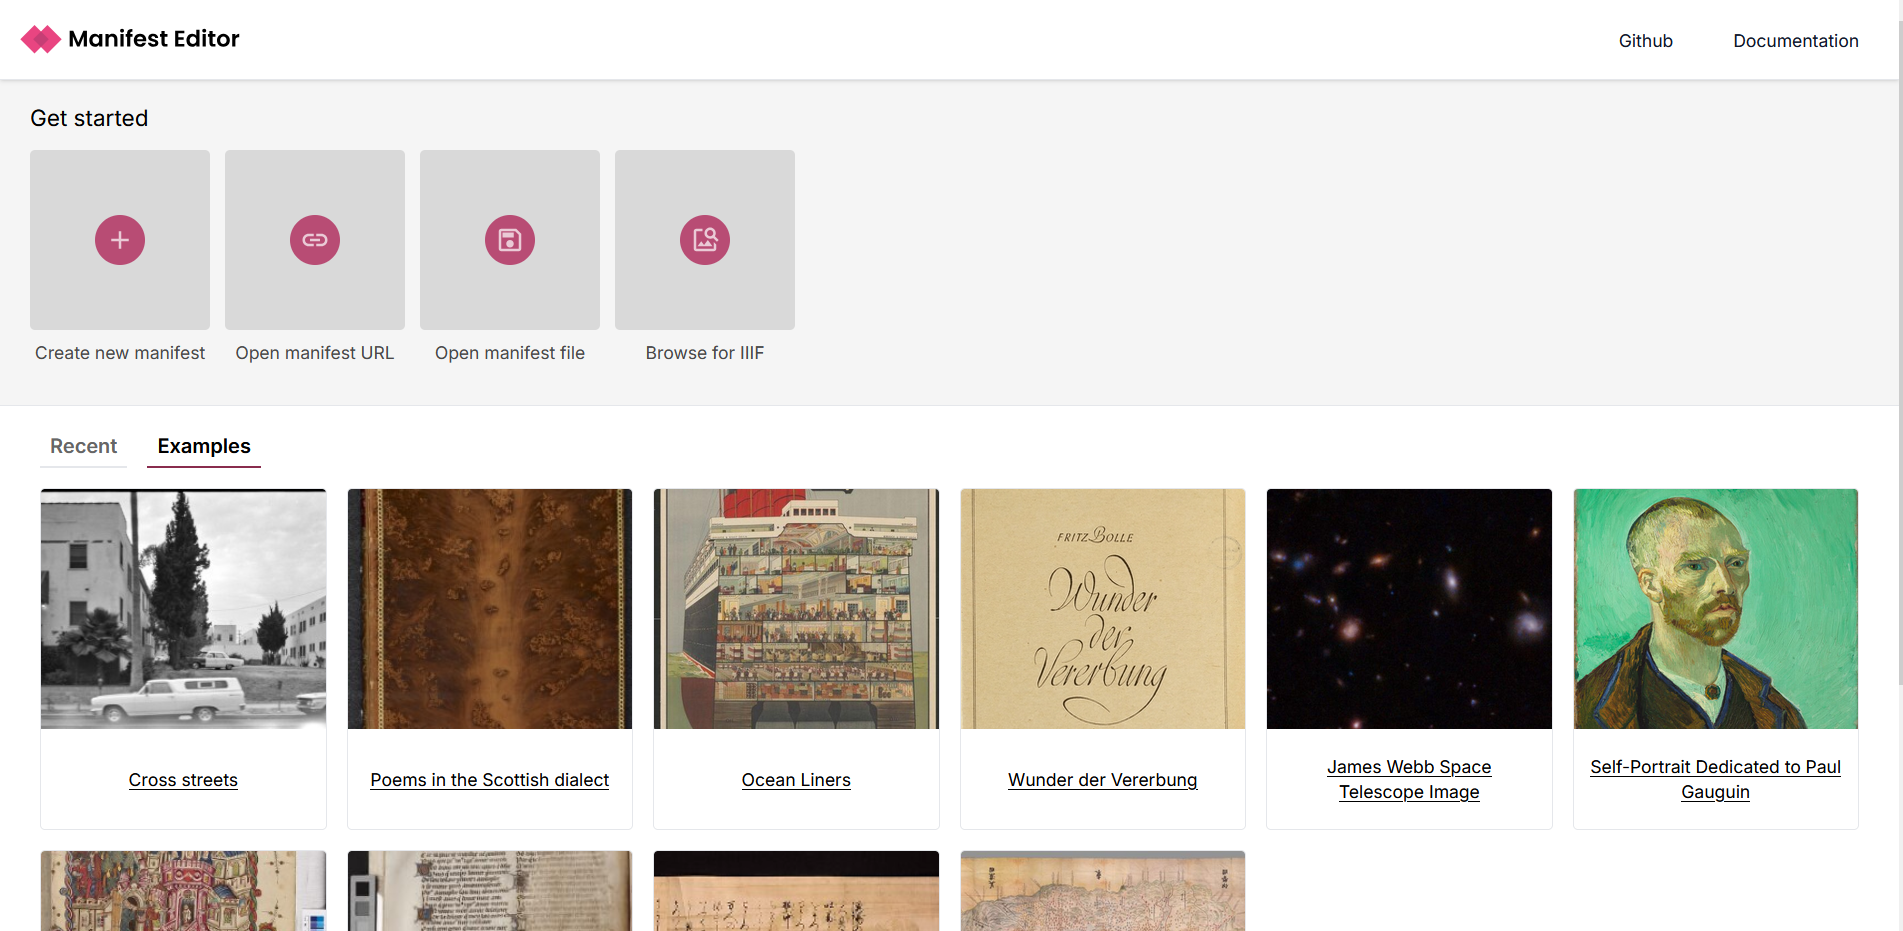 Manifest Editor
Github
Documentation
Get started
Create new manifest
Open manifest URL
Open manifest file
Browse for IIIF
Recent
Examples
FRITZ BOLLE
Wunder
der
Vererbung
Cross streets
Poems in the Scottish dialect
Ocean Liners
Wunder der Vererbung
James Webb Space
Telescope Image
Self-Portrait Dedicated to Paul
Gauguin